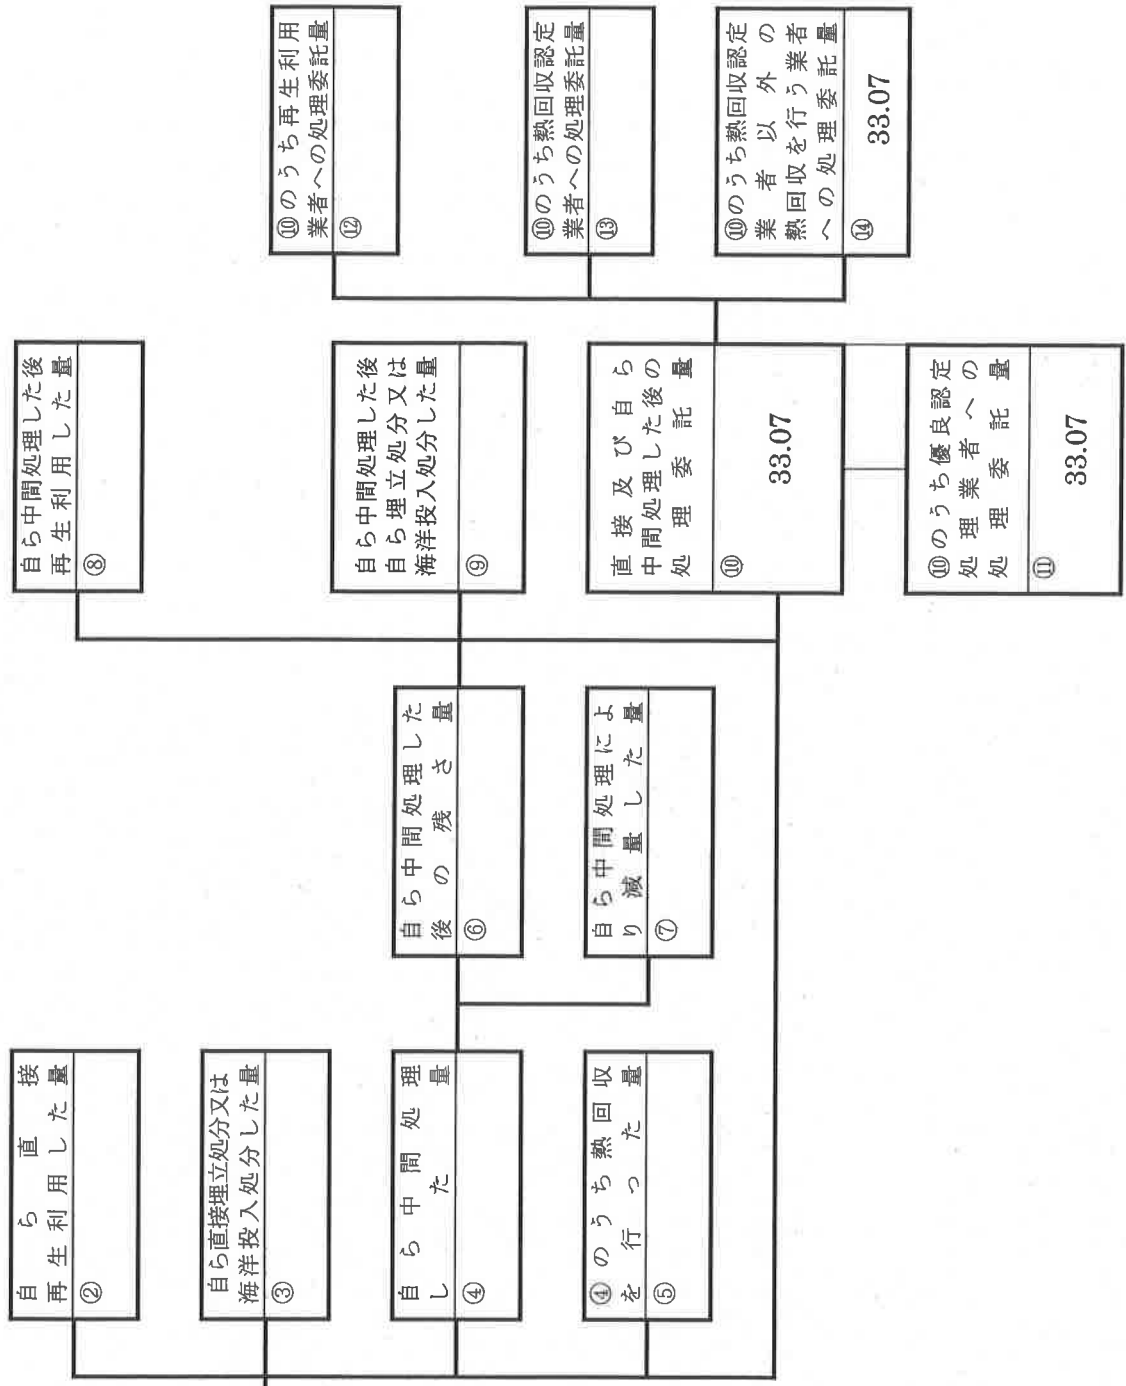 自ら直接
再生利用した量
②
自ら直接埋立処分又は
海洋投入処分した量
③
自ら中間処理
した量
④
④のうち熱回収
を行った量
⑤
自ら中間処理した
後の残さ量
⑥
自ら中間処理によ
り減量した量
⑦
自ら中間処理した後
再生利用した量
⑧
自ら中間処理した後
自ら埋立処分又は
海洋投入処分した量
⑨
直接及び自ら
中間処理した後の
処理委託量
⑩
33.07
⑩のうち優良認定
処理業者への
処理委託量
⑪
33.07
⑩のうち再生利用
業者への処理委託量
⑫
⑩のうち熱回収認定
業者への処理委託量
⑬
⑩のうち熱回収認定
業者以外の
熱回収を行う業者
への処理委託量
⑭
33.07